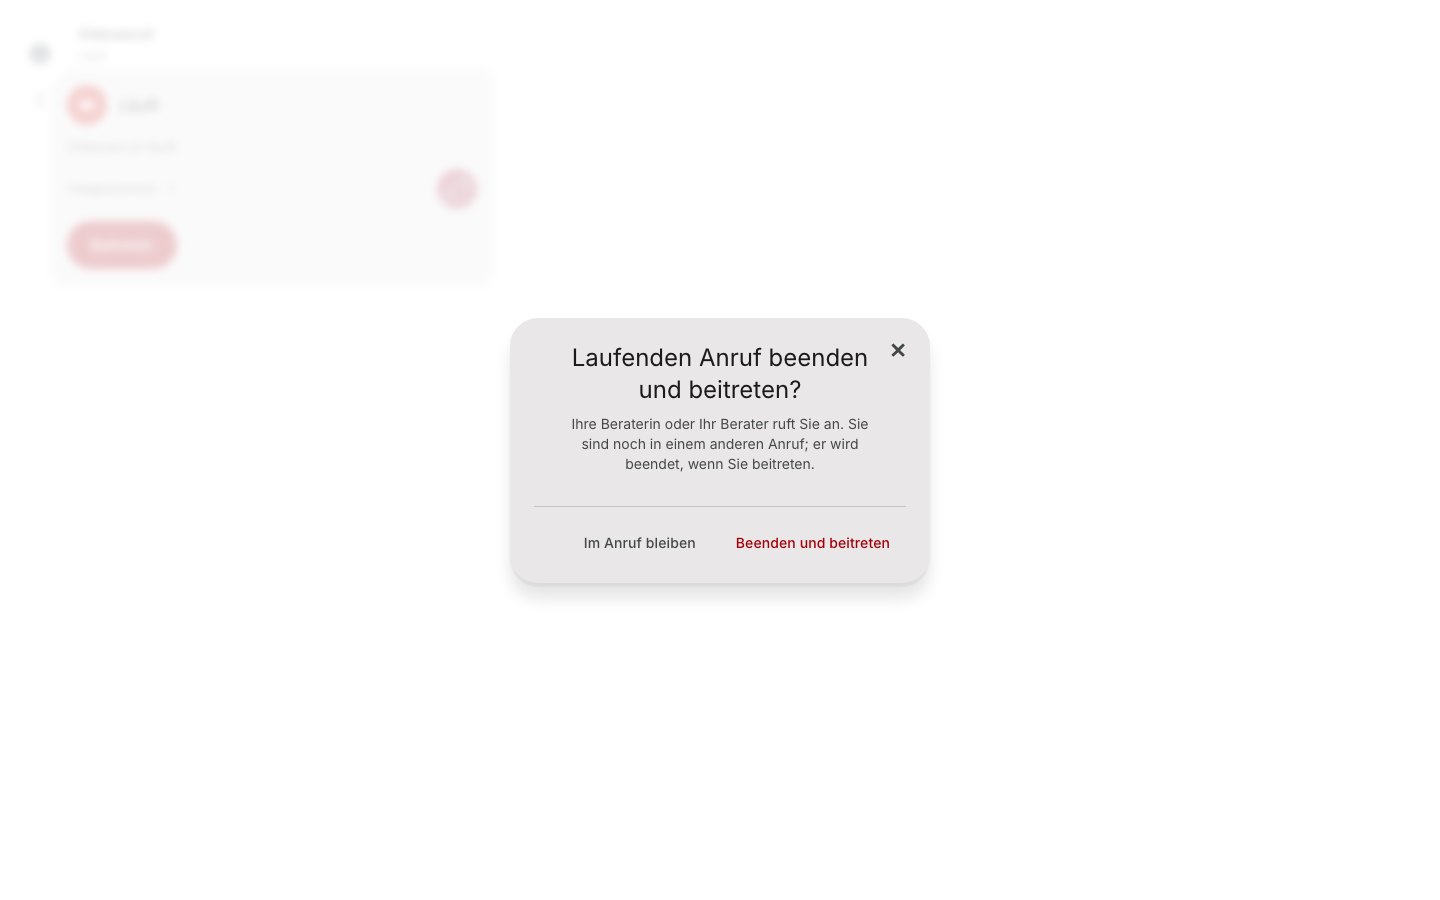 Laufenden Anruf beenden
und beitreten?
Ihre Beraterin oder Ihr Berater ruft Sie an. Sie
sind noch in einem anderen Anruf; er wird
beendet, wenn Sie beitreten.
Im Anruf bleiben
Beenden und beitreten